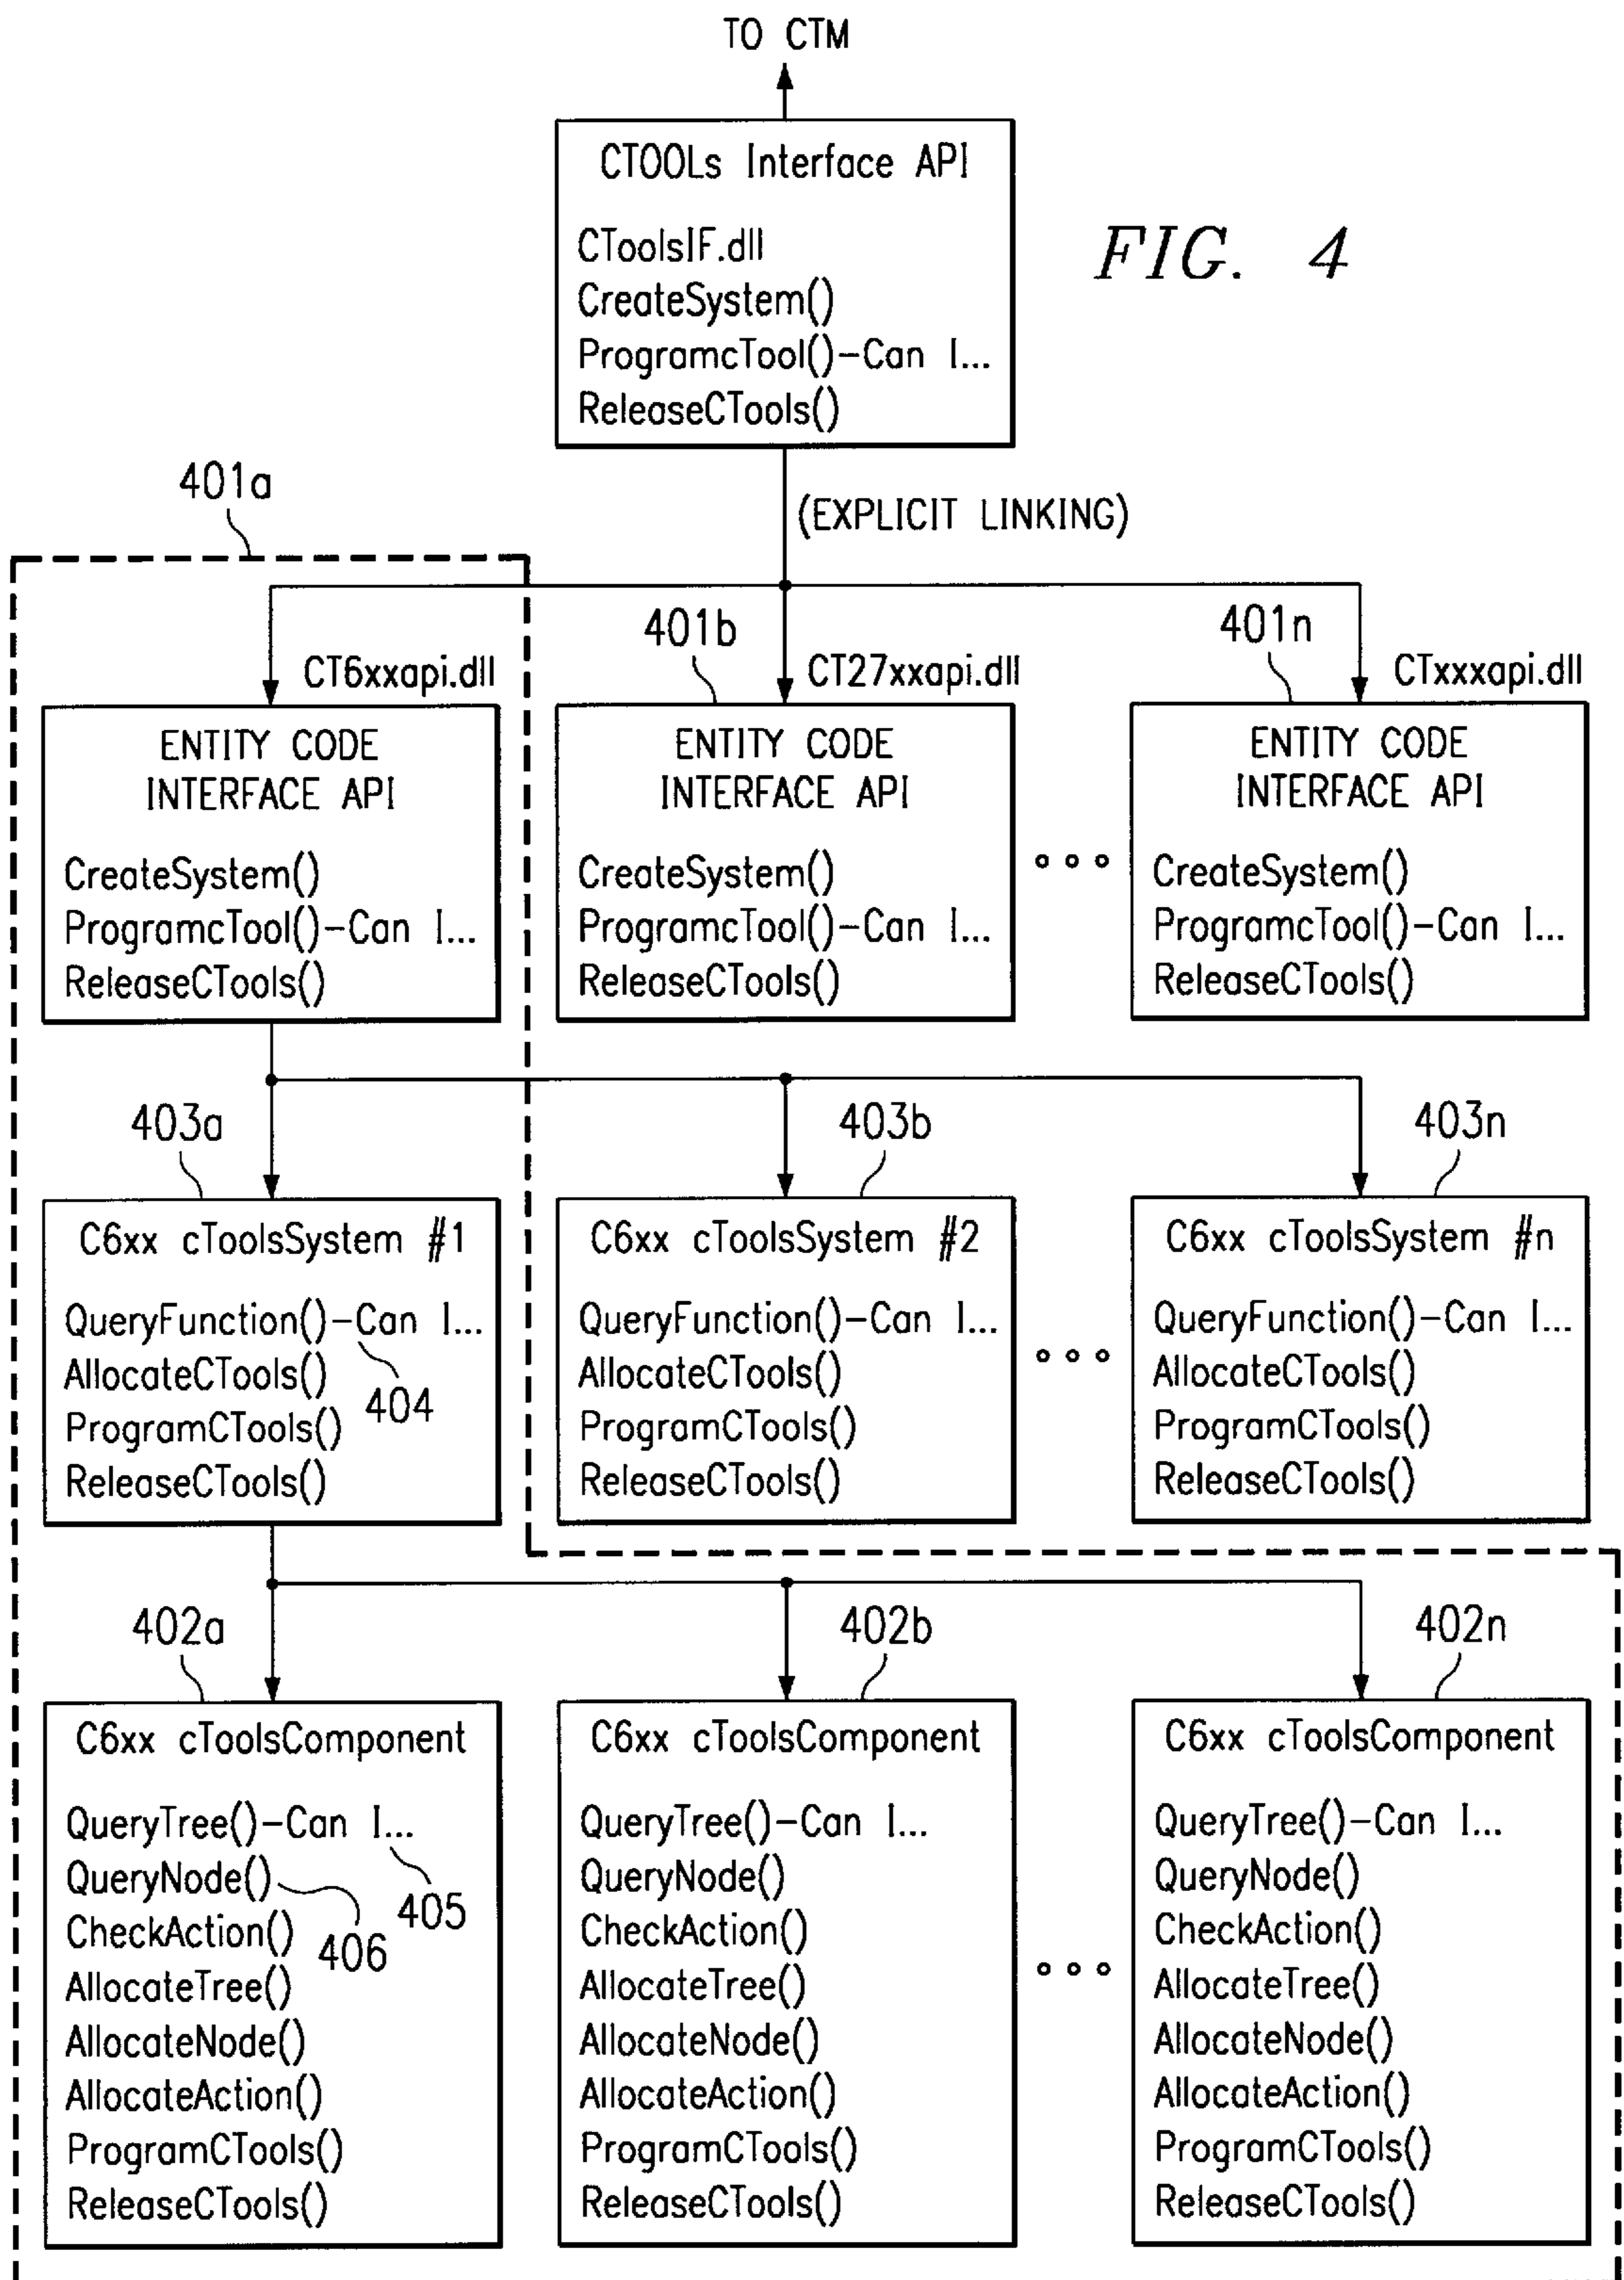 TO CTM
CTOOLs Interface API
CToolsIF.dll
CreateSystem()
ProgramcTool()-Can I...
ReleaseCTools()
FIG. 4
(EXPLICIT LINKING)
401a
401b
401n
CT6xxapi.dll
CT27xxapi.dll
CTxxxapi.dll
ENTITY CODE
INTERFACE API
CreateSystem()
ProgramcTool()-Can I...
ReleaseCTools()
ENTITY CODE
INTERFACE API
CreateSystem()
ProgramcTool()-Can I...
ReleaseCTools()
ENTITY CODE
INTERFACE API
CreateSystem()
ProgramcTool()-Can I...
ReleaseCTools()
403a
403b
403n
C6xx cToolsSystem #1
QueryFunction()-Can I...
AllocateCTools()
404
ProgramCTools()
ReleaseCTools()
C6xx cToolsSystem #2
QueryFunction()-Can I...
AllocateCTools()
ProgramCTools()
ReleaseCTools()
C6xx cToolsSystem #n
QueryFunction()-Can I...
AllocateCTools()
ProgramCTools()
ReleaseCTools()
402a
402b
402n
C6xx cToolsComponent
QueryTree()-Can I...
405
QueryNode()
406
CheckAction()
AllocateTree()
AllocateNode()
AllocateAction()
ProgramCTools()
ReleaseCTools()
C6xx cToolsComponent
QueryTree()-Can I...
QueryNode()
CheckAction()
AllocateTree()
AllocateNode()
AllocateAction()
ProgramCTools()
ReleaseCTools()
C6xx cToolsComponent
QueryTree()-Can I...
QueryNode()
CheckAction()
AllocateTree()
AllocateNode()
AllocateAction()
ProgramCTools()
ReleaseCTools()